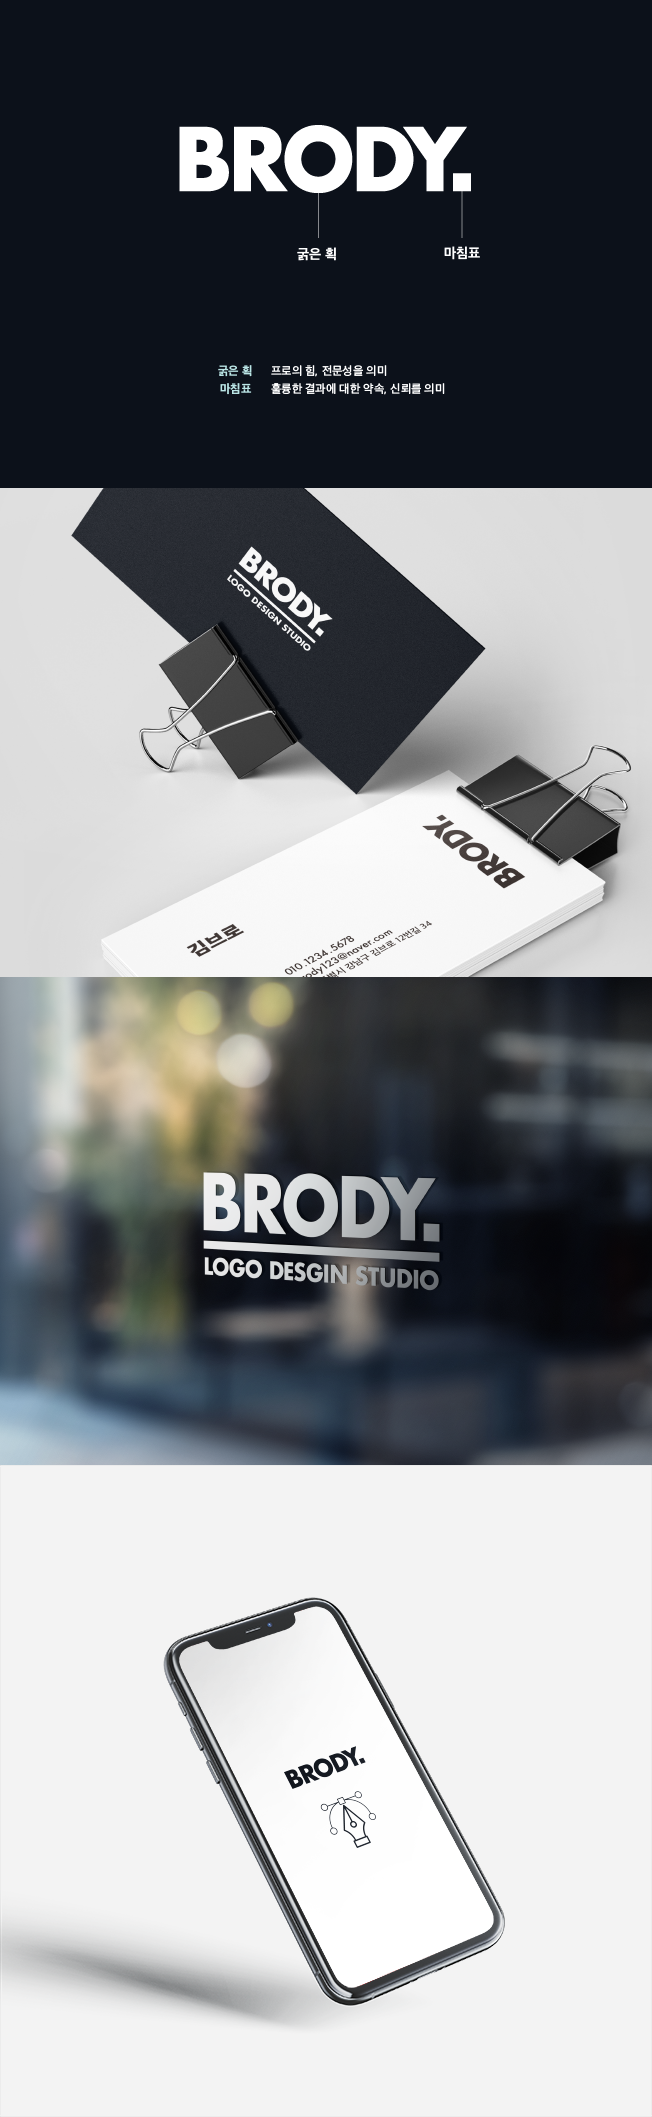 BRODY.
굵은 획
마침표
굵은 획 프로의 힘, 전문성을 의미
마침표 훌륭한 결과에 대한 약속, 신뢰를 의미
BRODY.
LOGO DESIGN STUDIO
BRODY.
김브로
010.1234.5678
ody123@naver.com
별시 강남구 김브로 12번길 34
BRODY.
LOGO DESGIN STUDIO
BRODY.